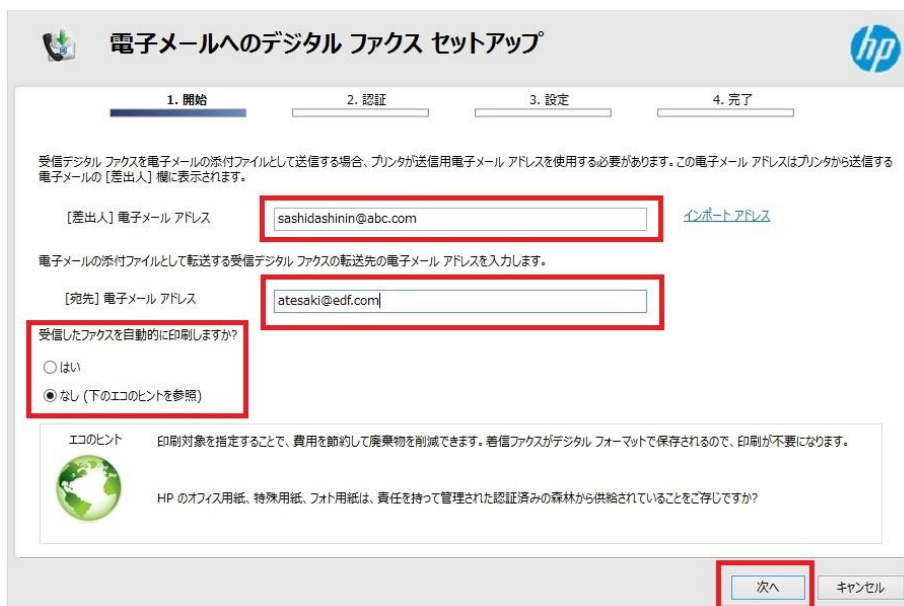 電子メールへのデジタル ファクス セットアップ
hp
1. 開始
2. 認証
3. 設定
4. 完了
受信デジタル ファクスを電子メールの添付ファイルとして送信する場合、プリンタが送信用電子メール アドレスを使用する必要があります。この電子メール アドレスはプリンタから送信する
電子メールの [差出人] 欄に表示されます。
[差出人] 電子メール アドレス
sashidashinin@abc.com
インポート アドレス
電子メールの添付ファイルとして転送する受信デジタル ファクスの転送先の電子メール アドレスを入力します。
[宛先] 電子メール アドレス
atesaki@edf.com
受信したファクスを自動的に印刷しますか?
はい
なし (下のエコのヒントを参照)
エコのヒント
印刷対象を指定することで、費用を節約して廃棄物を削減できます。着信ファクスがデジタル フォーマットで保存されるので、印刷が不要になります。
HP のオフィス用紙、特殊用紙、フォト用紙は、責任を持って管理された認証済みの森林から供給されていることをご存じですか?
次へ
キャンセル